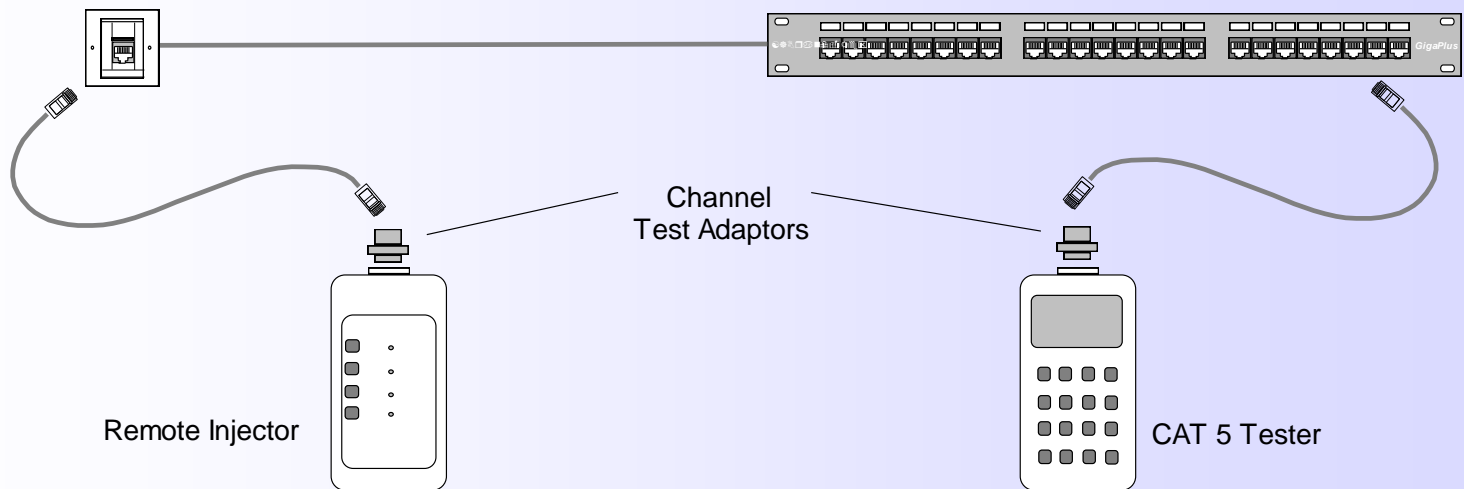 GigaPlus
Channel
Test Adaptors
Remote Injector
CAT 5 Tester